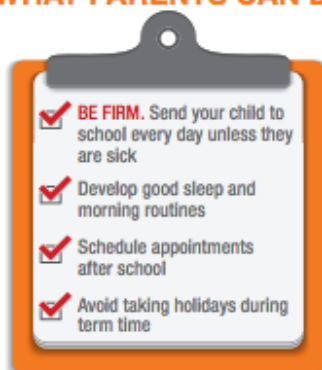 WHAT PARENTS CAN
BE FIRM. Send your child to
school every day unless they
are sick
Develop good sleep and
morning routines
Schedule appointments
after school
Avoid taking holidays during
term time